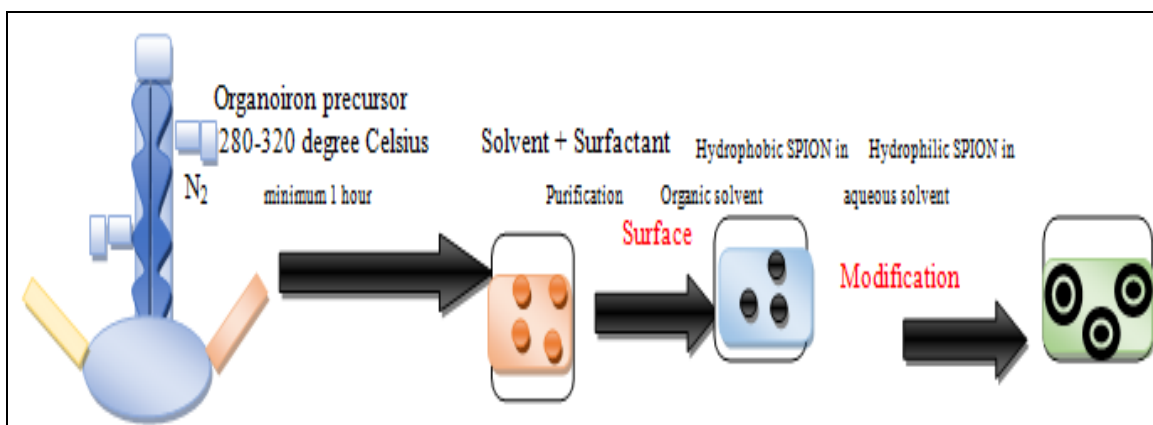 Organoiron precursor
280-320 degree Celsius
N2
minimum 1 hour
Solvent + Surfactant
Purification
Hydrophobic SPION in
Organic solvent
Surface
Hydrophilic SPION in
aqueous solvent
Modification